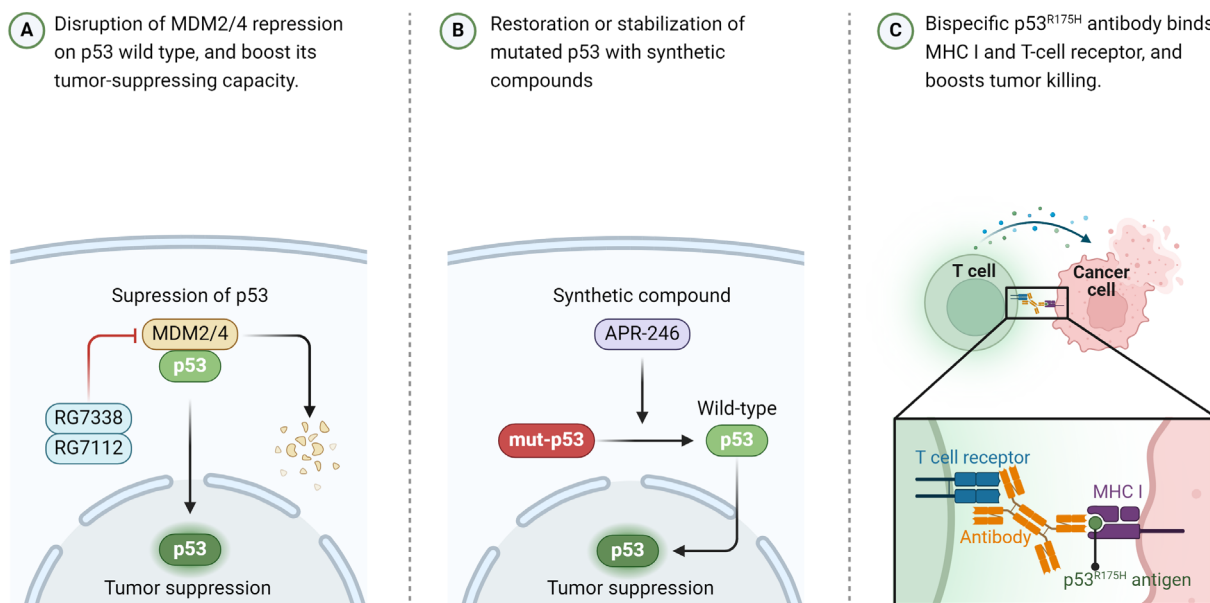 A
Disruption of MDM2/4 repression
on p53 wild type, and boost its
tumor-suppressing capacity.
Supression of p53
MDM2/4
p53
RG7338
RG7112
p53
Tumor suppression
B
Restoration or stabilization of
mutated p53 with synthetic
compounds
Synthetic compound
APR-246
Wild-type
mut-p53
p53
p53
Tumor suppression
C
Bispecific p53R175H antibody binds
MHC I and T-cell receptor, and
boosts tumor killing.
T cell
Cancer
cell
T cell receptor
MHC I
Antibody
p53R175H antigen